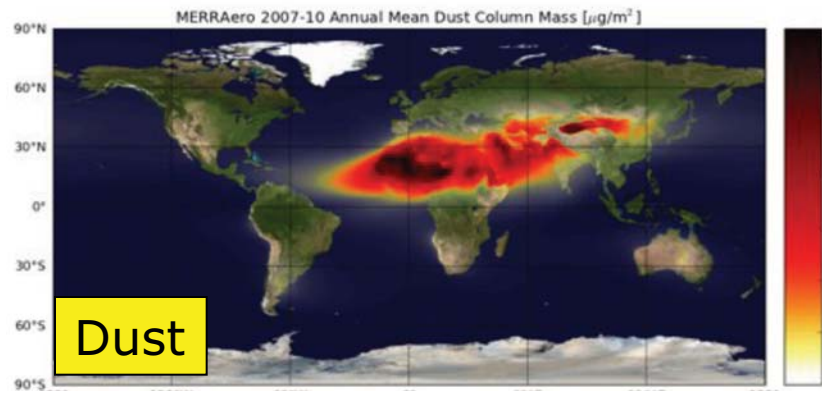 MERRAero 2007-10 Annual Mean Dust Column Mass [μg/m²]
90°N
60°N
30°N
0°
30°S
60°S
90°S
Dust